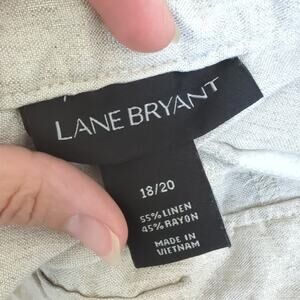 LANE BRYANT
18/20
55% LINEN
45% RAYON
MADE IN
VIETNAM